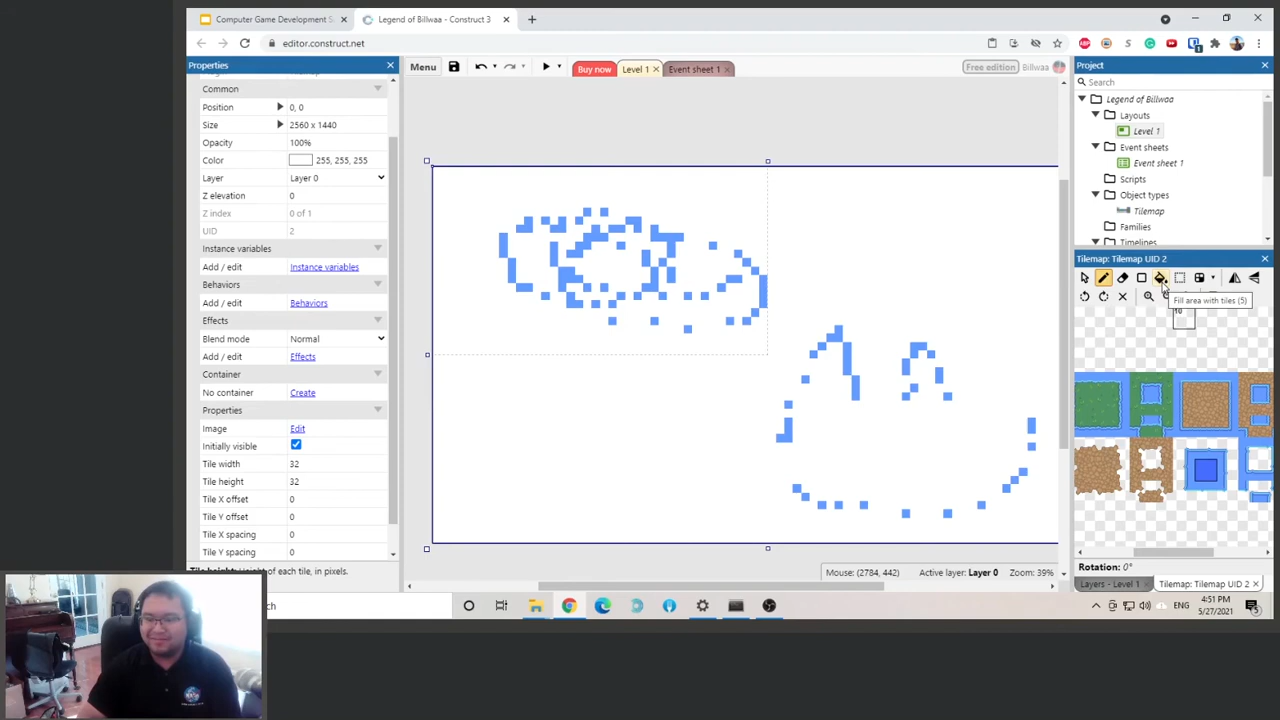 Computer Game Development S
Legend of Billwaa - Construct 3
editor.construct.net
Properties
Menu
Buy now
Level 1
Event sheet 1
Free edition
Billwaa
Project
Search
Common
Position 0, 0
Size 2560 x 1440
Opacity 100%
Color 255, 255, 255
Layer Layer 0
Z elevation 0
Z index 0 of 1
UID 2
Instance variables
Add / edit Instance variables
Behaviors
Add / edit Behaviors
Effects
Blend mode Normal
Add / edit Effects
Container
No container Create
Properties
Image Edit
Initially visible
Tile width 32
Tile height 32
Tile X offset 0
Tile Y offset 0
Tile X spacing 0
Tile Y spacing 0
Legend of Billwaa
Layouts
Level 1
Event sheets
Event sheet 1
Scripts
Object types
Tilemap
Families
Timelines
Tilemap: Tilemap UID 2
Fill area with tiles (5)
Rotation: 0°
Layers - Level 1
Tilemap: Tilemap UID 2
Mouse: (2784, 442) Active layer: Layer 0 Zoom: 39%
ENG
4:51 PM
5/27/2021